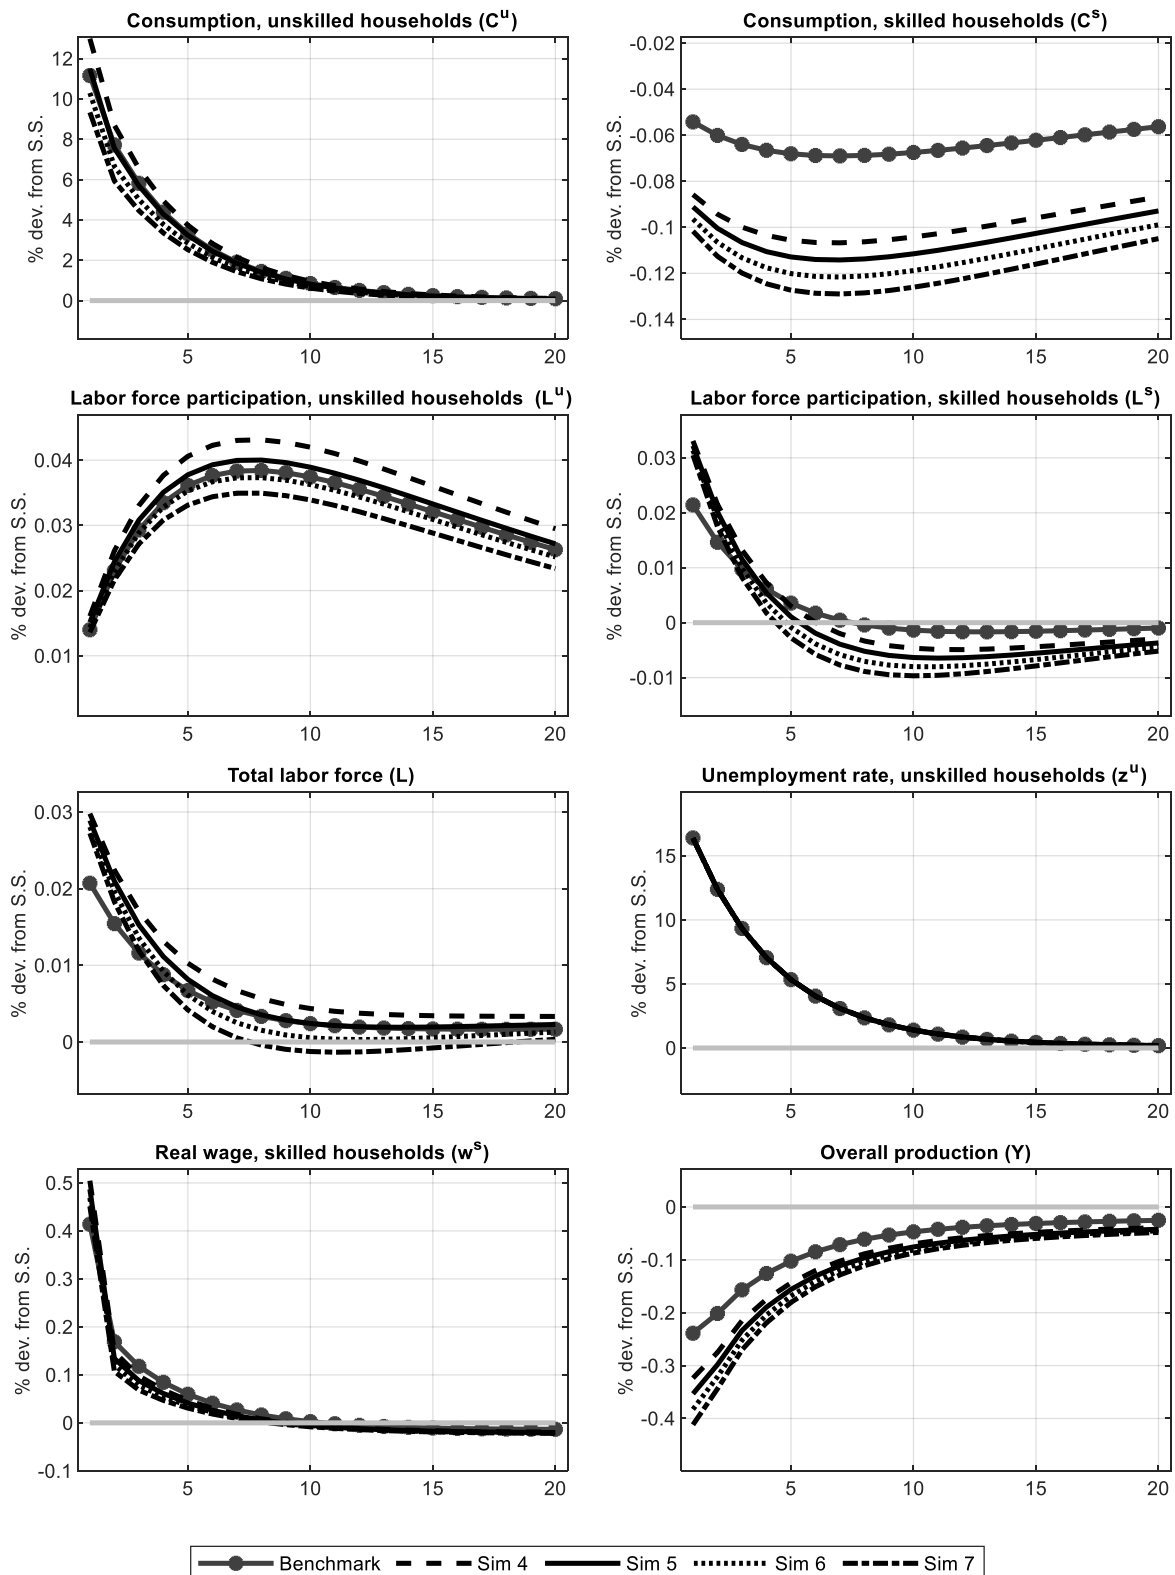 Consumption, unskilled households (C^u)
% dev. from S.S.
12
10
8
6
4
2
0
5 10 15 20
Consumption, skilled households (C^s)
% dev. from S.S.
-0.02
-0.04
-0.06
-0.08
-0.1
-0.12
-0.14
5 10 15 20
Labor force participation, unskilled households (L^u)
% dev. from S.S.
0.04
0.03
0.02
0.01
5 10 15 20
Labor force participation, skilled households (L^s)
% dev. from S.S.
0.03
0.02
0.01
0
-0.01
5 10 15 20
Total labor force (L)
% dev. from S.S.
0.03
0.02
0.01
0
5 10 15 20
Unemployment rate, unskilled households (z^u)
% dev. from S.S.
15
10
5
0
5 10 15 20
Real wage, skilled households (w^s)
% dev. from S.S.
0.5
0.4
0.3
0.2
0.1
0
-0.1
5 10 15 20
Overall production (Y)
% dev. from S.S.
0
-0.1
-0.2
-0.3
-0.4
5 10 15 20
Benchmark Sim 4 Sim 5 Sim 6 Sim 7